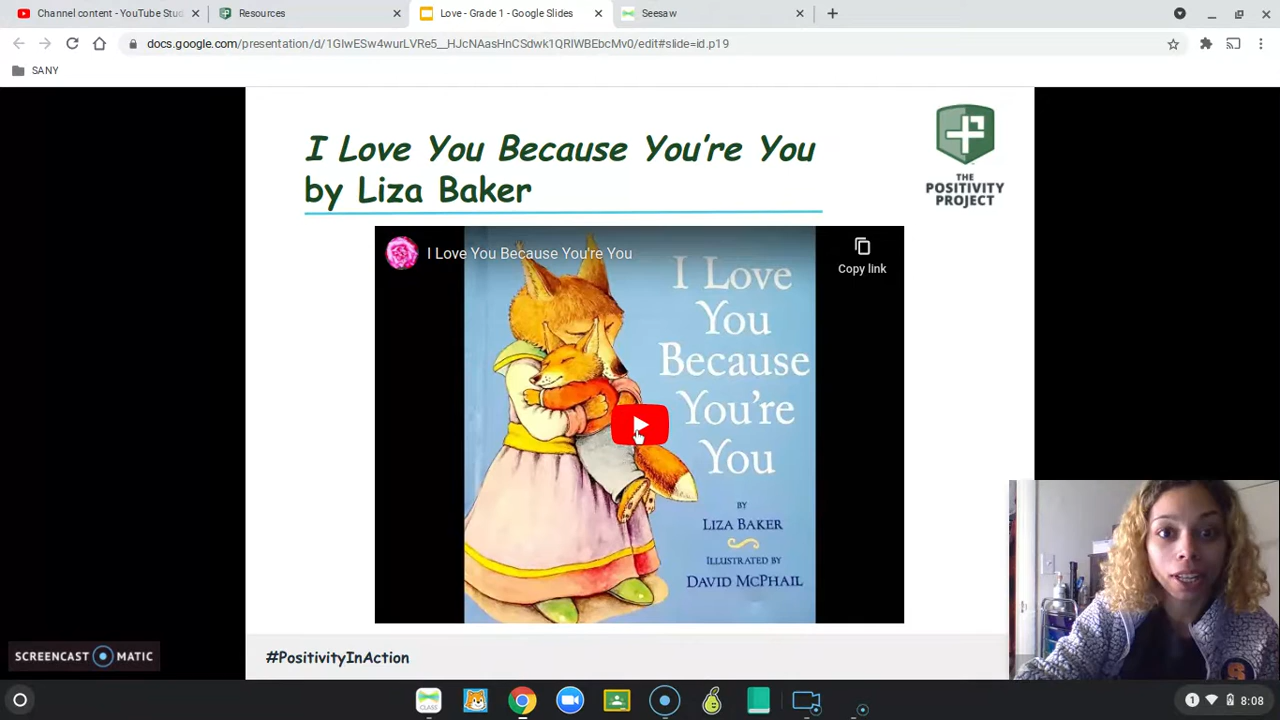 Channel content - YouTube Stud
Resources
Love - Grade 1 - Google Slides
Seesaw
docs.google.com/presentation/d/1GIwESw4wurLVRe5__HJcNAasHnCSdwk1QRIWBEbcMv0/edit#slide=id.p19
SANY
I Love You Because You're You
by Liza Baker
THE
POSITIVITY
PROJECT
I Love You Because You're You
Copy link
I Love
You
Because
You're
You
BY
LIZA BAKER
ILLUSTRATED BY
DAVID MCPHAIL
#PositivityInAction
SCREENCAST MATIC
CLASS
1
8:08